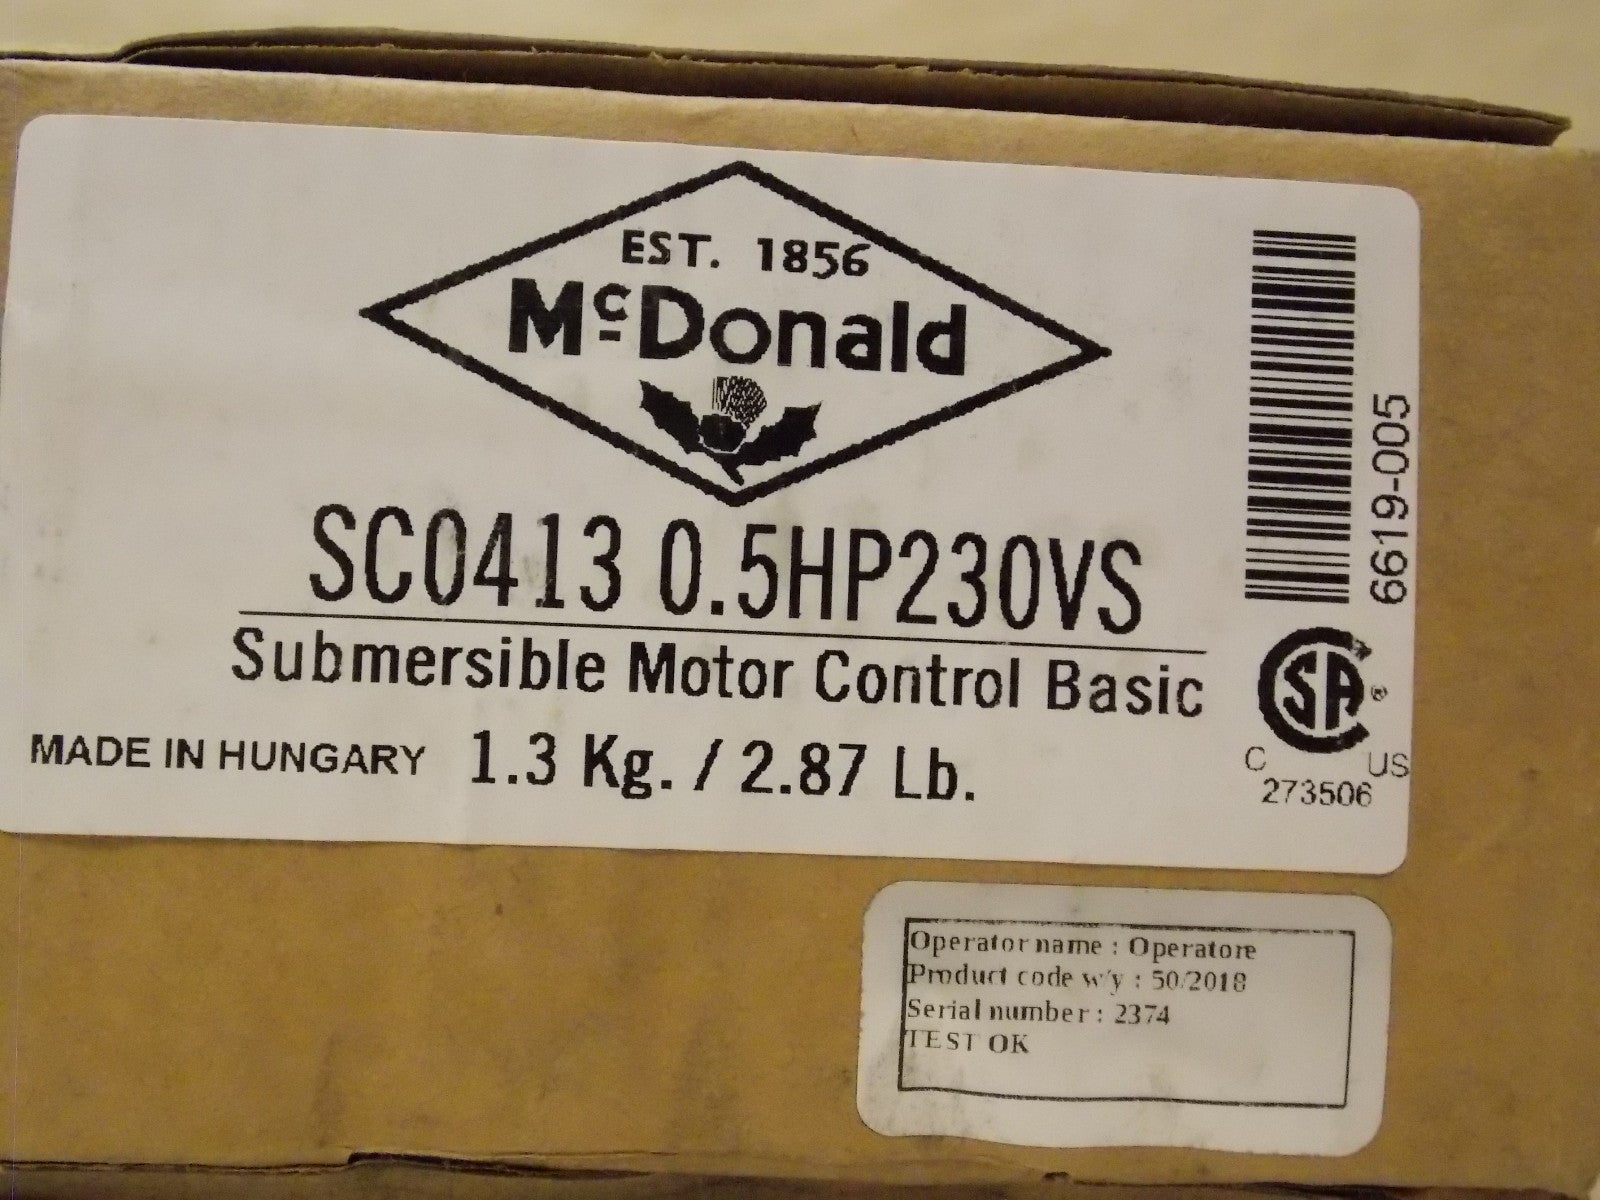 EST. 1856
McDonald
SC0413 0.5HP230VS
Submersible Motor Control Basic
MADE IN HUNGARY 1.3 Kg. / 2.87 Lb.
6619-005
CSA ®
C US
273506
Operator name : Operatore
Product code w/y : 50/2018
Serial number : 2374
TEST OK